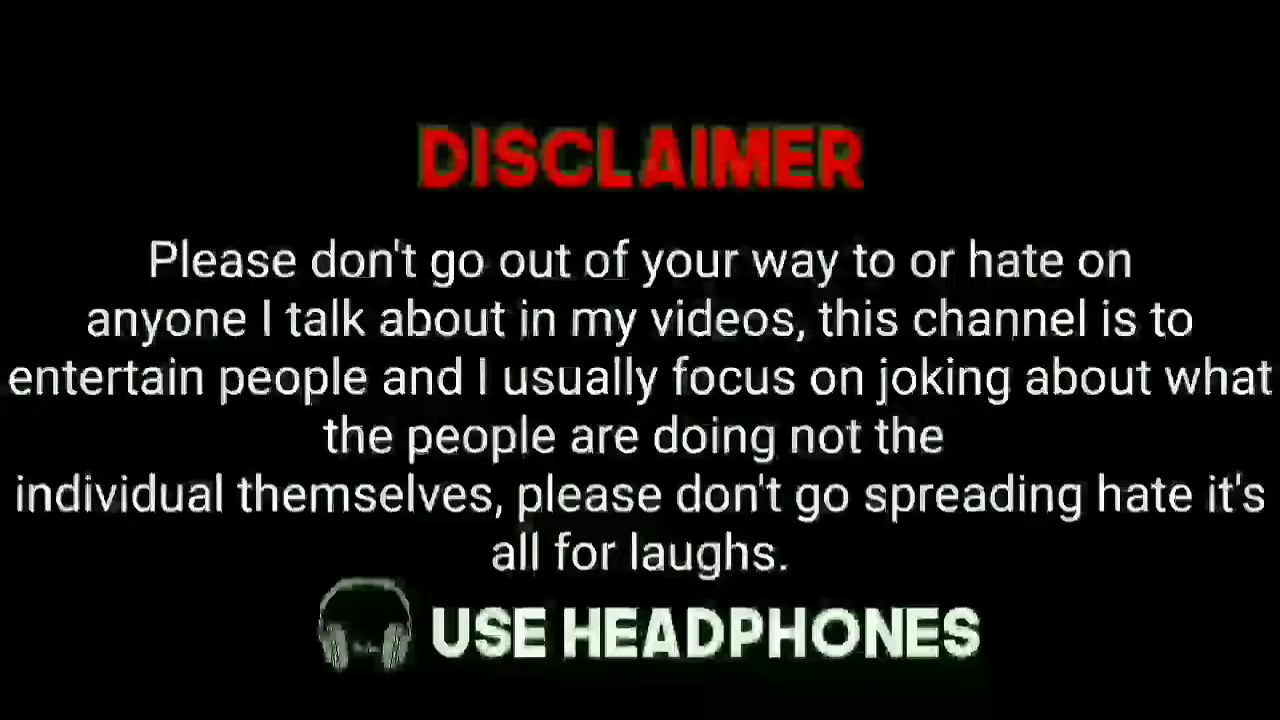 DISCLAIMER
Please don't go out of your way to or hate on
anyone I talk about in my videos, this channel is to
entertain people and I usually focus on joking about what
the people are doing not the
individual themselves, please don't go spreading hate it's
all for laughs.
USE HEADPHONES